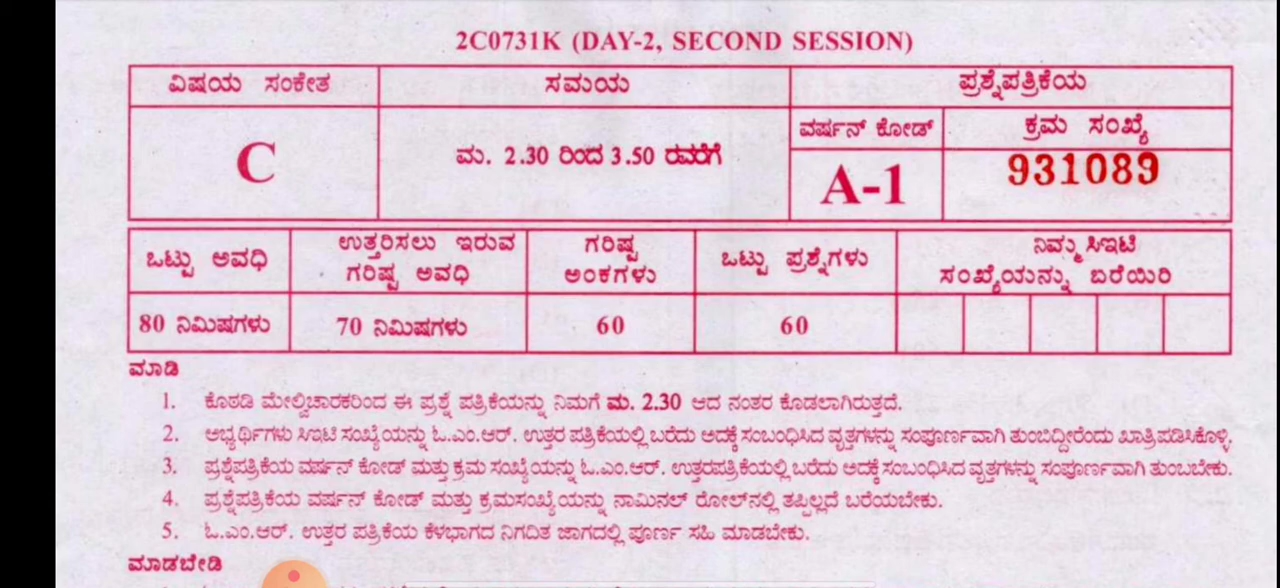 2C0731K (DAY-2, SECOND SESSION)
ವಿಷಯ ಸಂಕೇತ
ಸಮಯ
ಪ್ರಶ್ನೆಪತ್ರಿಕೆಯ
ವರ್ಷನ್ ಕೋಡ್
ಕ್ರಮ ಸಂಖ್ಯೆ
C
ಮ. 2.30 ರಿಂದ 3.50 ರವರೆಗೆ
A-1
931089
ಒಟ್ಟು ಅವಧಿ
ಉತ್ತರಿಸಲು ಇರುವ
ಗರಿಷ್ಠ ಅವಧಿ
ಗರಿಷ್ಠ
ಅಂಕಗಳು
ಒಟ್ಟು ಪ್ರಶ್ನೆಗಳು
ನಿಮ್ಮ ಸಿಇಟಿ
ಸಂಖ್ಯೆಯನ್ನು ಬರೆಯಿರಿ
80 ನಿಮಿಷಗಳು
70 ನಿಮಿಷಗಳು
60
60
ಮಾಡಿ
1. ಕೊಠಡಿ ಮೇಲ್ವಿಚಾರಕರಿಂದ ಈ ಪ್ರಶ್ನೆ ಪತ್ರಿಕೆಯನ್ನು ನಿಮಗೆ ಮ. 2.30 ಆದ ನಂತರ ಕೊಡಲಾಗಿರುತ್ತದೆ.
2. ಅಭ್ಯರ್ಥಿಗಳು ಸಿಇಟಿ ಸಂಖ್ಯೆಯನ್ನು ಓ.ಎಂ.ಆರ್. ಉತ್ತರ ಪತ್ರಿಕೆಯಲ್ಲಿ ಬರೆದು ಅದಕ್ಕೆ ಸಂಬಂಧಿಸಿದ ವೃತ್ತಗಳನ್ನು ಸಂಪೂರ್ಣವಾಗಿ ತುಂಬಿದ್ದೀರೆಂದು ಖಾತ್ರಿಪಡಿಸಿಕೊಳ್ಳಿ.
3. ಪ್ರಶ್ನೆಪತ್ರಿಕೆಯ ವರ್ಷನ್ ಕೋಡ್ ಮತ್ತು ಕ್ರಮ ಸಂಖ್ಯೆಯನ್ನು ಓ.ಎಂ.ಆರ್. ಉತ್ತರಪತ್ರಿಕೆಯಲ್ಲಿ ಬರೆದು ಅದಕ್ಕೆ ಸಂಬಂಧಿಸಿದ ವೃತ್ತಗಳನ್ನು ಸಂಪೂರ್ಣವಾಗಿ ತುಂಬಬೇಕು.
4. ಪ್ರಶ್ನೆಪತ್ರಿಕೆಯ ವರ್ಷನ್ ಕೋಡ್ ಮತ್ತು ಕ್ರಮಸಂಖ್ಯೆಯನ್ನು ನಾಮಿನಲ್ ರೋಲ್‌ನಲ್ಲಿ ತಪ್ಪಿಲ್ಲದೆ ಬರೆಯಬೇಕು.
5. ಓ.ಎಂ.ಆರ್. ಉತ್ತರ ಪತ್ರಿಕೆಯ ಕೆಳಭಾಗದ ನಿಗದಿತ ಜಾಗದಲ್ಲಿ ಪೂರ್ಣ ಸಹಿ ಮಾಡಬೇಕು.
ಮಾಡಬೇಡಿ